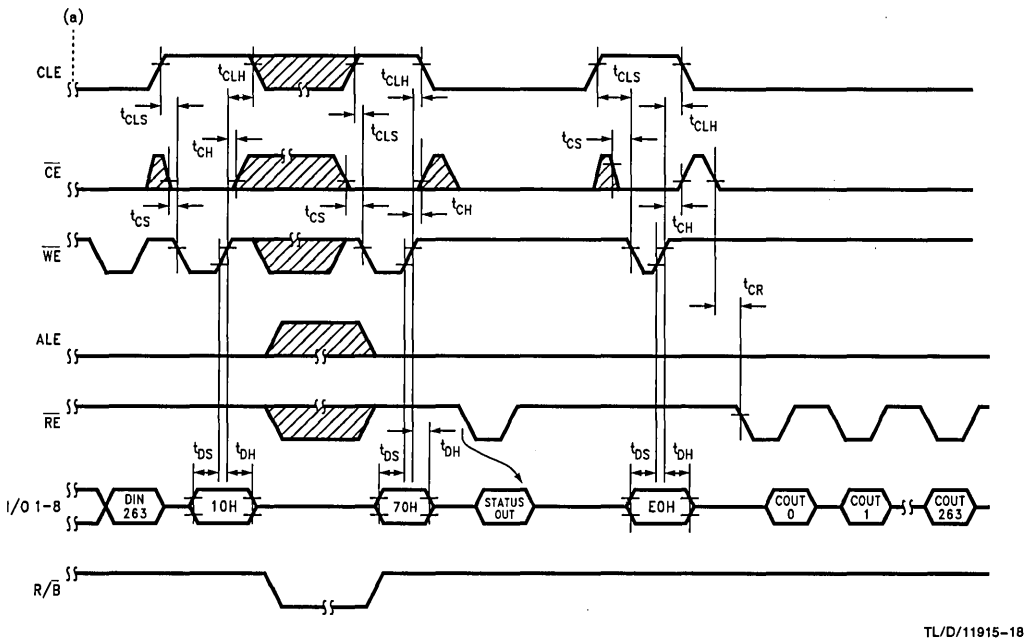 (a)
CLE
tCLH
tCLH
tCLS
tCLS
tCLS
tCLH
tCH
tCS
CE
tCS
tCS
tCH
tCH
WE
tCR
ALE
RE
tDS
tDH
tDS
tDH
tDS
tDH
I/O 1-8
DIN 263
10H
70H
STATUS OUT
E0H
COUT 0
COUT 1
COUT 263
R/B
TL/D/11915-18